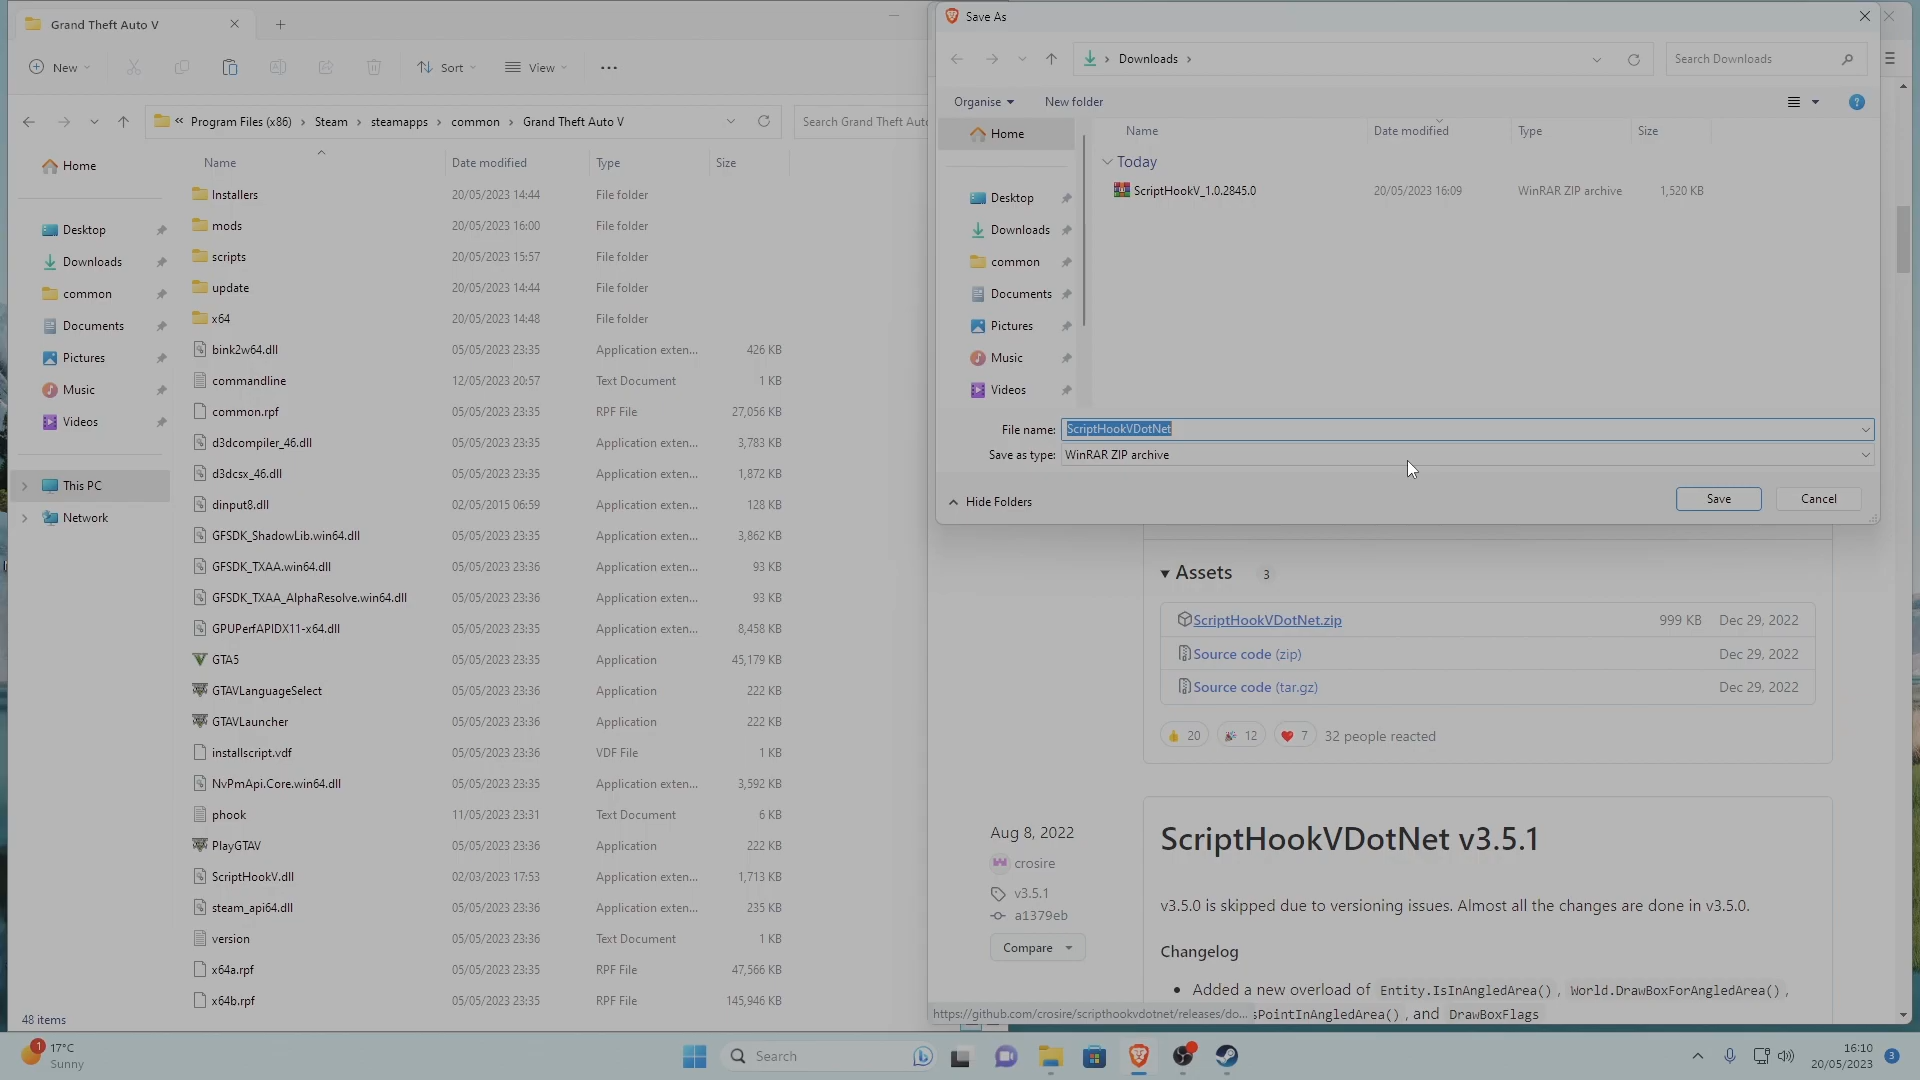 Grand Theft Auto V
New
Sort
View
Program Files (x86) > Steam > steamapps > common > Grand Theft Auto V
Search Grand Theft Auto
Home
Desktop
Downloads
common
Documents
Pictures
Music
Videos
This PC
Network
Name Date modified Type Size
Installers 20/05/2023 14:44 File folder
mods 20/05/2023 16:00 File folder
scripts 20/05/2023 15:57 File folder
update 20/05/2023 14:44 File folder
x64 20/05/2023 14:48 File folder
bink2w64.dll 05/05/2023 23:35 Application exten... 426 KB
commandline 12/05/2023 20:57 Text Document 1 KB
common.rpf 05/05/2023 23:35 RPF File 27,056 KB
d3dcompiler_46.dll 05/05/2023 23:35 Application exten... 3,783 KB
d3dcsx_46.dll 05/05/2023 23:35 Application exten... 1,872 KB
dinput8.dll 02/05/2015 06:59 Application exten... 128 KB
GFSDK_ShadowLib.win64.dll 05/05/2023 23:35 Application exten... 3,862 KB
GFSDK_TXAA.win64.dll 05/05/2023 23:36 Application exten... 93 KB
GFSDK_TXAA_AlphaResolve.win64.dll 05/05/2023 23:36 Application exten... 93 KB
GPUPerfAPIDX11-x64.dll 05/05/2023 23:35 Application exten... 8,458 KB
GTA5 05/05/2023 23:35 Application 45,179 KB
GTAVLanguageSelect 05/05/2023 23:36 Application 222 KB
GTAVLauncher 05/05/2023 23:36 Application 222 KB
installscript.vdf 05/05/2023 23:36 VDF File 1 KB
NvPmApi.Core.win64.dll 05/05/2023 23:35 Application exten... 3,592 KB
phook 11/05/2023 23:31 Text Document 6 KB
PlayGTAV 05/05/2023 23:36 Application 222 KB
ScriptHookV.dll 02/03/2023 17:53 Application exten... 1,713 KB
steam_api64.dll 05/05/2023 23:36 Application exten... 235 KB
version 05/05/2023 23:36 Text Document 1 KB
x64a.rpf 05/05/2023 23:35 RPF File 47,566 KB
x64b.rpf 05/05/2023 23:35 RPF File 145,946 KB
48 items
Save As
Downloads >
Search Downloads
Organise
New folder
Home
Desktop
Downloads
common
Documents
Pictures
Music
Videos
Name Date modified Type Size
Today
ScriptHookV_1.0.2845.0 20/05/2023 16:09 WinRAR ZIP archive 1,520 KB
File name: ScriptHookVDotNet
Save as type: WinRAR ZIP archive
Hide Folders
Save
Cancel
Assets 3
ScriptHookVDotNet.zip 999 KB Dec 29, 2022
Source code (zip) Dec 29, 2022
Source code (tar.gz) Dec 29, 2022
20 12 7 32 people reacted
Aug 8, 2022
crosire
v3.5.1
a1379eb
Compare
ScriptHookVDotNet v3.5.1
v3.5.0 is skipped due to versioning issues. Almost all the changes are done in v3.5.0.
Changelog
• Added a new overload of Entity.IsInAngledArea() , World.DrawBoxForAngledArea() ,
sPointInAngledArea() , and DrawBoxFlags
https://github.com/crosire/scripthookvdotnet/releases/do...
1
17°C
Sunny
Search
16:10
20/05/2023
3